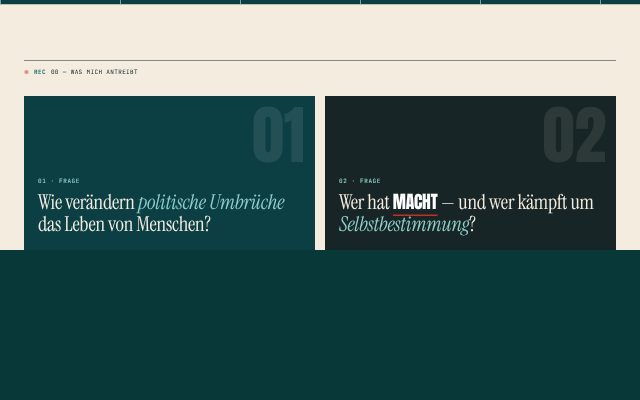 REC 00 — WAS MICH ANTREIBT
01
01 · FRAGE
Wie verändern politische Umbrüche
das Leben von Menschen?
02
02 · FRAGE
Wer hat MACHT — und wer kämpft um
Selbstbestimmung?